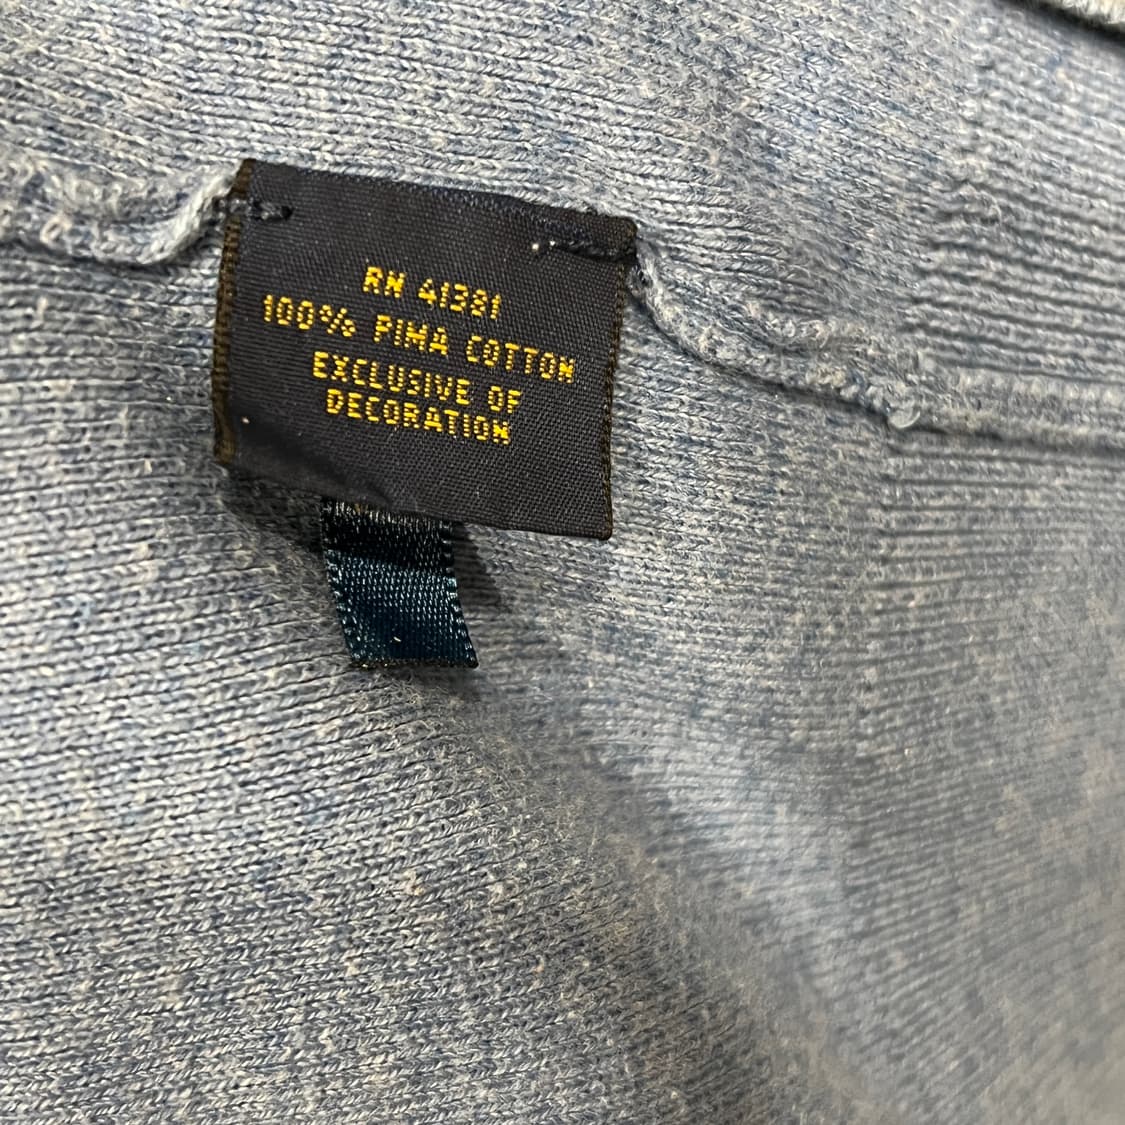 RN 41381
100% PIMA COTTON
EXCLUSIVE OF
DECORATION